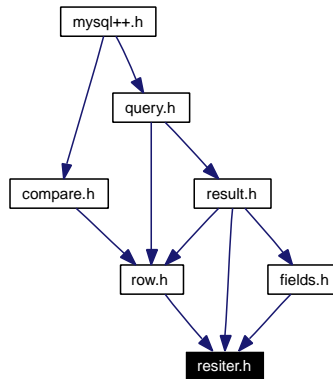 mysql++.h
query.h
compare.h
result.h
row.h
fields.h
resiter.h